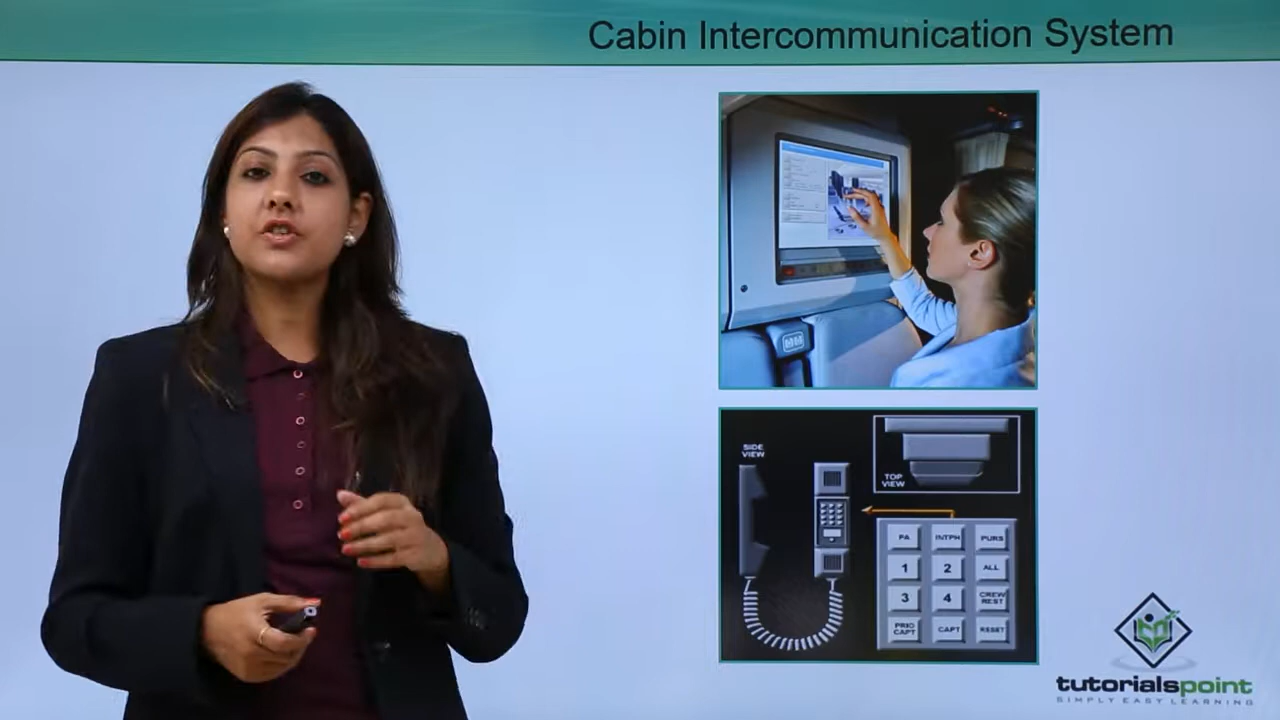 Cabin Intercommunication System
SIDE
VIEW
TOP
VIEW
PA INTPH PURS
1 2 ALL
3 4 CREW
REST
PRIO
CAPT CAPT RESET
tutorialspoint
SIMPLY EASY LEARNING